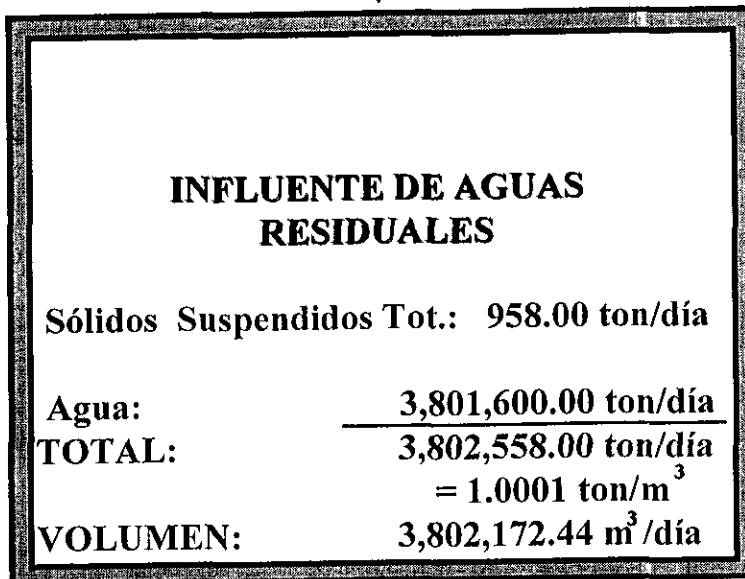 INFLUENTE DE AGUAS
RESIDUALES
Sólidos Suspendidos Tot.: 958.00 ton/día
Agua: 3,801,600.00 ton/día
TOTAL: 3,802,558.00 ton/día
= 1.0001 ton/m³
VOLUMEN: 3,802,172.44 m³/día